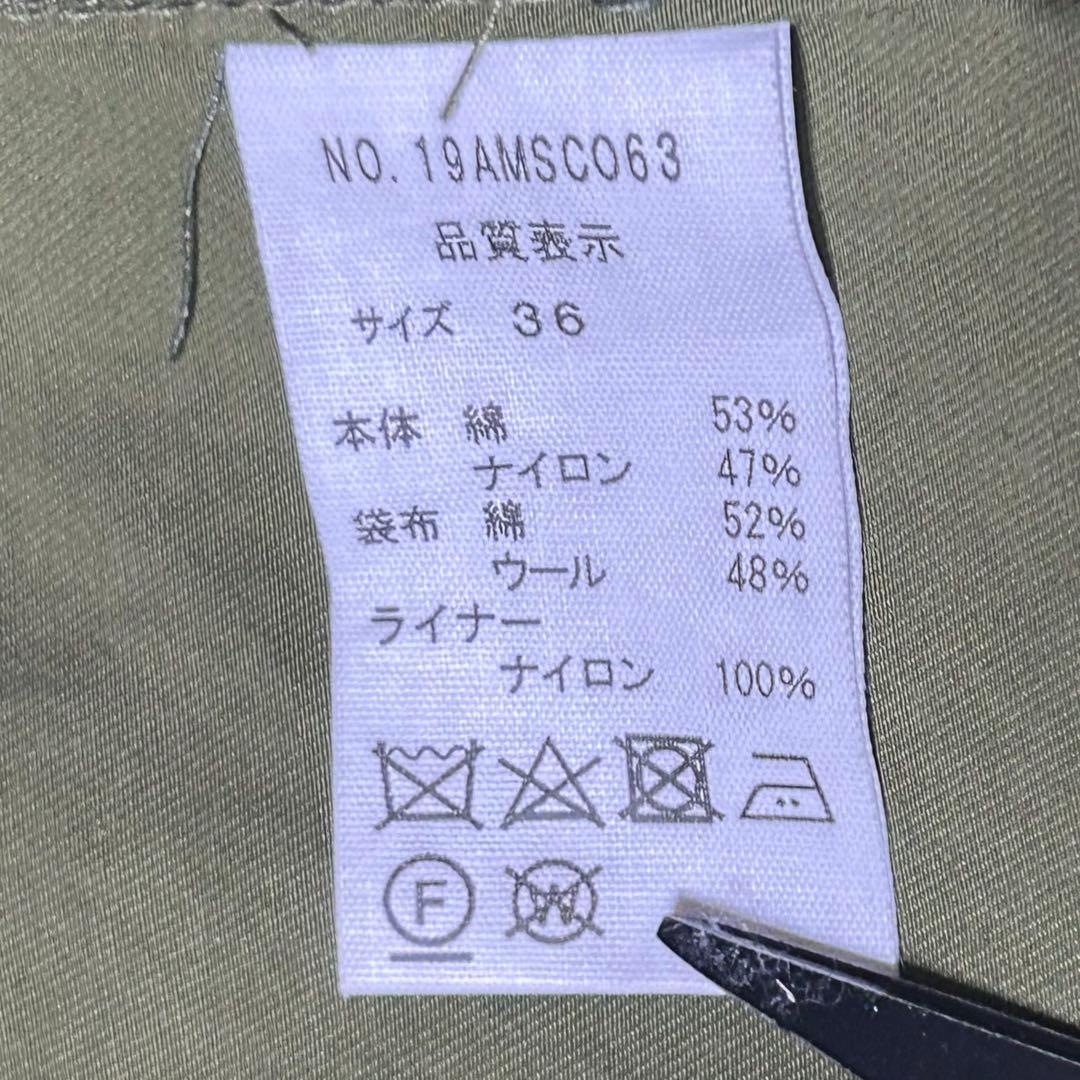 NO.19AMSCO63
品質表示
サイズ 36
本体 綿 53%
ナイロン 47%
袋布 綿 52%
ウール 48%
ライナー
ナイロン 100%
F W